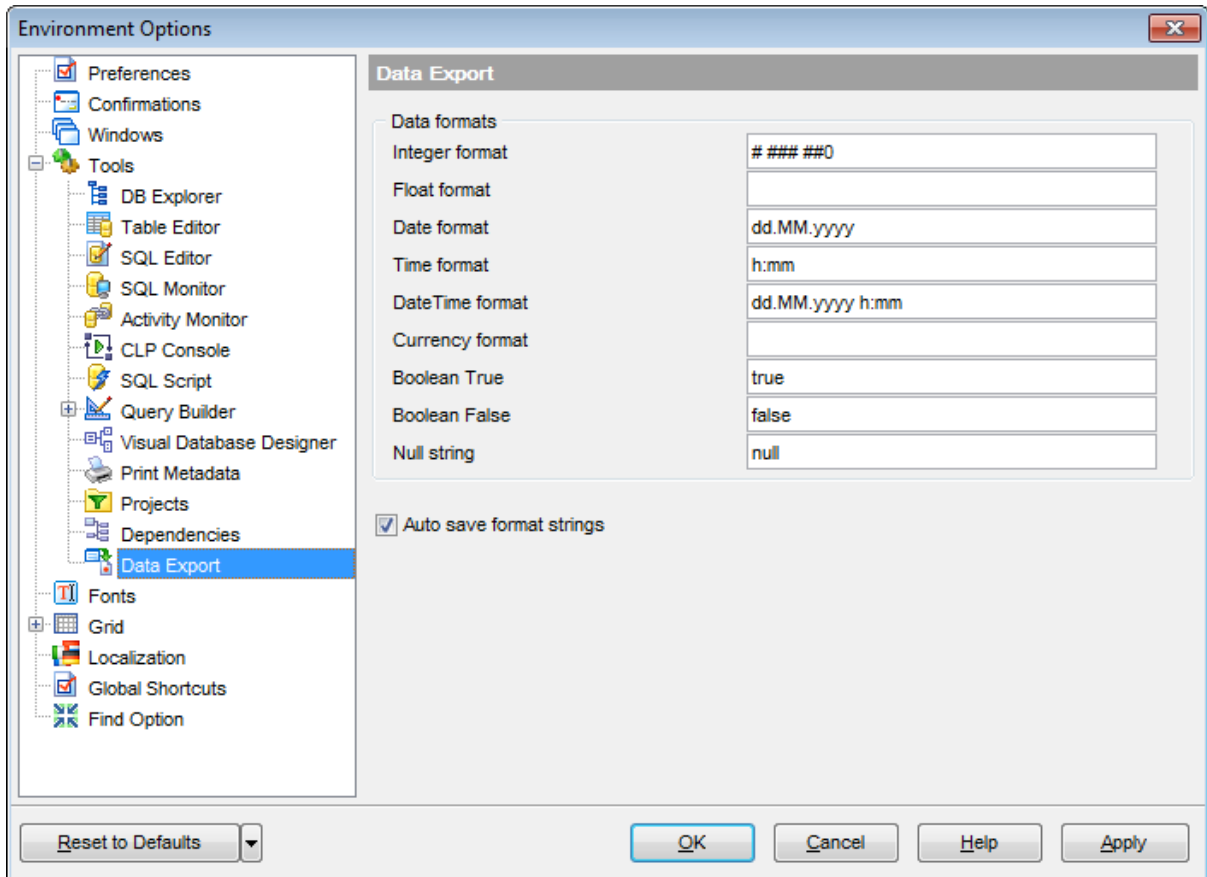 Environment Options
Preferences
Confirmations
Windows
Tools
DB Explorer
Table Editor
SQL Editor
SQL Monitor
Activity Monitor
CLP Console
SQL Script
Query Builder
Visual Database Designer
Print Metadata
Projects
Dependencies
Data Export
Fonts
Grid
Localization
Global Shortcuts
Find Option
Data Export
Data formats
Integer format # ### ##0
Float format
Date format dd.MM.yyyy
Time format h:mm
DateTime format dd.MM.yyyy h:mm
Currency format
Boolean True true
Boolean False false
Null string null
Auto save format strings
Reset to Defaults OK Cancel Help Apply